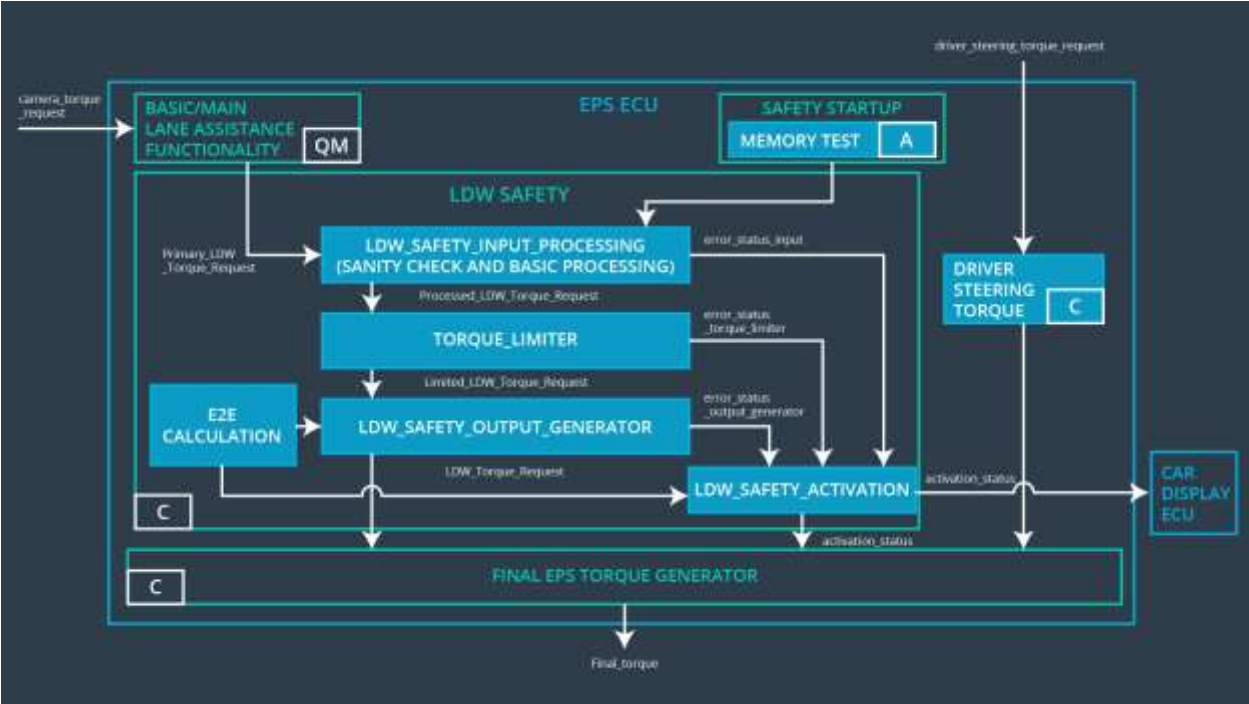 driver_steering_torque_request
camera_torque
_request
BASIC/MAIN
LANE ASSISTANCE
FUNCTIONALITY
QM
EPS ECU
SAFETY STARTUP
MEMORY TEST
A
LDW SAFETY
Primary_LDW
_Torque_Request
LDW_SAFETY_INPUT_PROCESSING
(SANITY CHECK AND BASIC PROCESSING)
error_status_input
DRIVER
STEERING
TORQUE
C
Processed_LDW_Torque_Request
TORQUE_LIMITER
error_status
_torque_limiter
Limited_LDW_Torque_Request
E2E
CALCULATION
LDW_SAFETY_OUTPUT_GENERATOR
error_status
_output_generator
LDW_Torque_Request
LDW_SAFETY_ACTIVATION
activation_status
CAR
DISPLAY
ECU
C
activation_status
FINAL EPS TORQUE GENERATOR
C
Final_torque